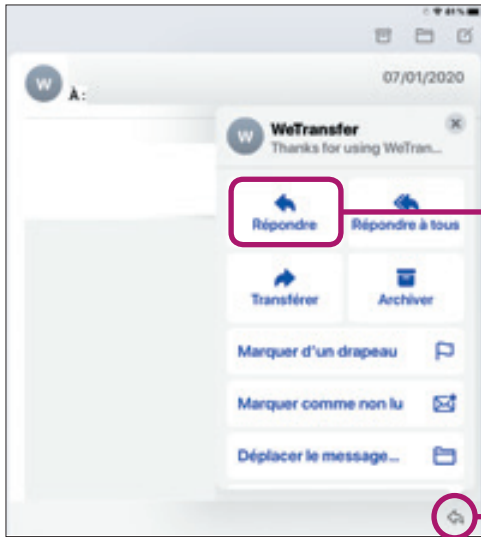 81%
07/01/2020
W
À:
W
WeTransfer
Thanks for using WeTran...
Répondre
Répondre à tous
Transférer
Archiver
Marquer d'un drapeau
Marquer comme non lu
Déplacer le message...